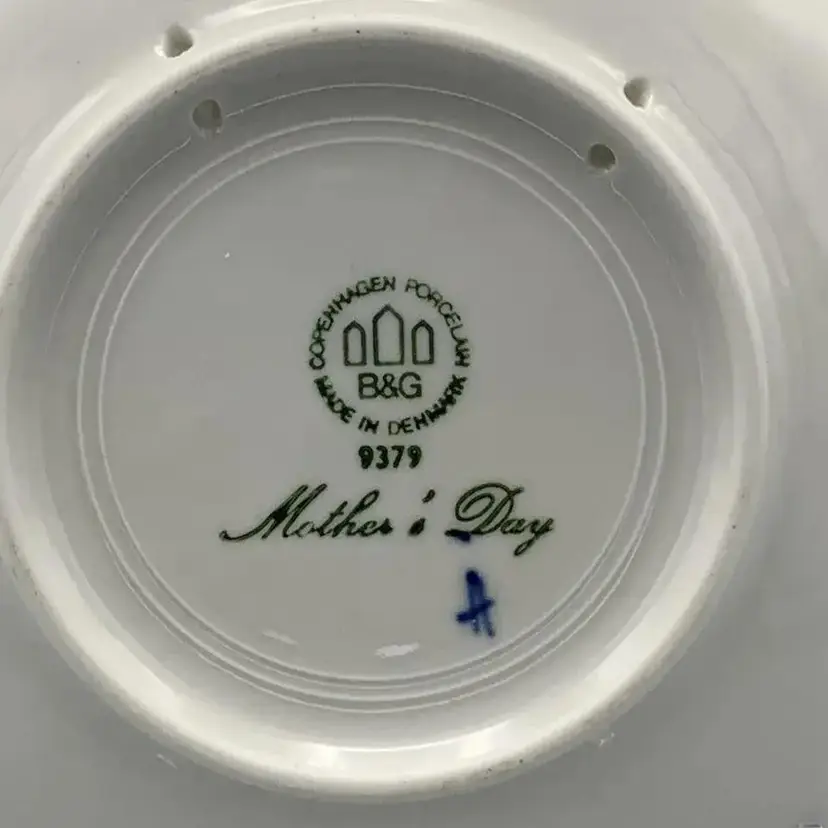 COPENHAGEN PORCELAIN
B&G
MADE IN DENMARK
9379
Mother's Day
A